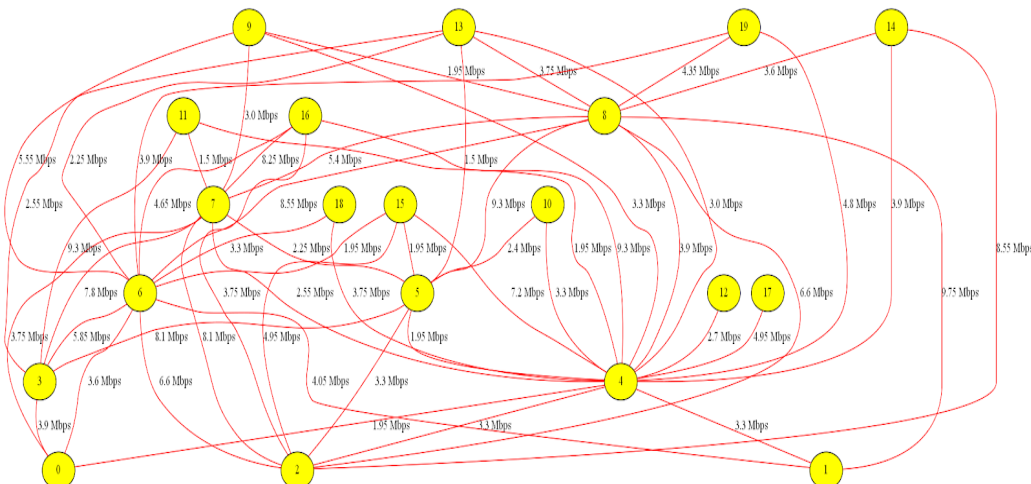 9
13
19
14
1.95 Mbps
3.75 Mbps
4.35 Mbps
3.6 Mbps
11
16
8
3.0 Mbps
5.55 Mbps
2.25 Mbps
3.9 Mbps
1.5 Mbps
8.25 Mbps
5.4 Mbps
1.5 Mbps
2.55 Mbps
4.65 Mbps
7
8.55 Mbps
18
15
9.3 Mbps
10
3.3 Mbps
3.0 Mbps
4.8 Mbps
3.9 Mbps
9.3 Mbps
3.3 Mbps
2.25 Mbps
1.95 Mbps
1.95 Mbps
2.4 Mbps
1.95 Mbps
9.3 Mbps
3.9 Mbps
8.55 Mbps
7.8 Mbps
6
3.75 Mbps
2.55 Mbps
3.75 Mbps
5
7.2 Mbps
3.3 Mbps
12
17
6.6 Mbps
9.75 Mbps
3.75 Mbps
5.85 Mbps
8.1 Mbps
8.1 Mbps
4.95 Mbps
1.95 Mbps
2.7 Mbps
4.95 Mbps
3
3.6 Mbps
6.6 Mbps
4.05 Mbps
3.3 Mbps
4
3.9 Mbps
1.95 Mbps
3.3 Mbps
3.3 Mbps
0
2
1